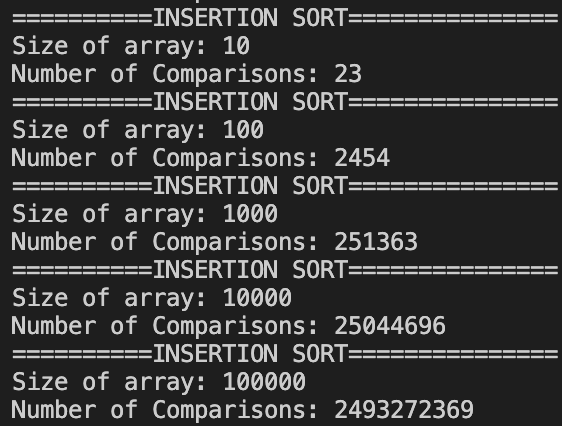 ==========INSERTION SORT===============
Size of array: 10
Number of Comparisons: 23
==========INSERTION SORT===============
Size of array: 100
Number of Comparisons: 2454
==========INSERTION SORT===============
Size of array: 1000
Number of Comparisons: 251363
==========INSERTION SORT===============
Size of array: 10000
Number of Comparisons: 25044696
==========INSERTION SORT===============
Size of array: 100000
Number of Comparisons: 2493272369